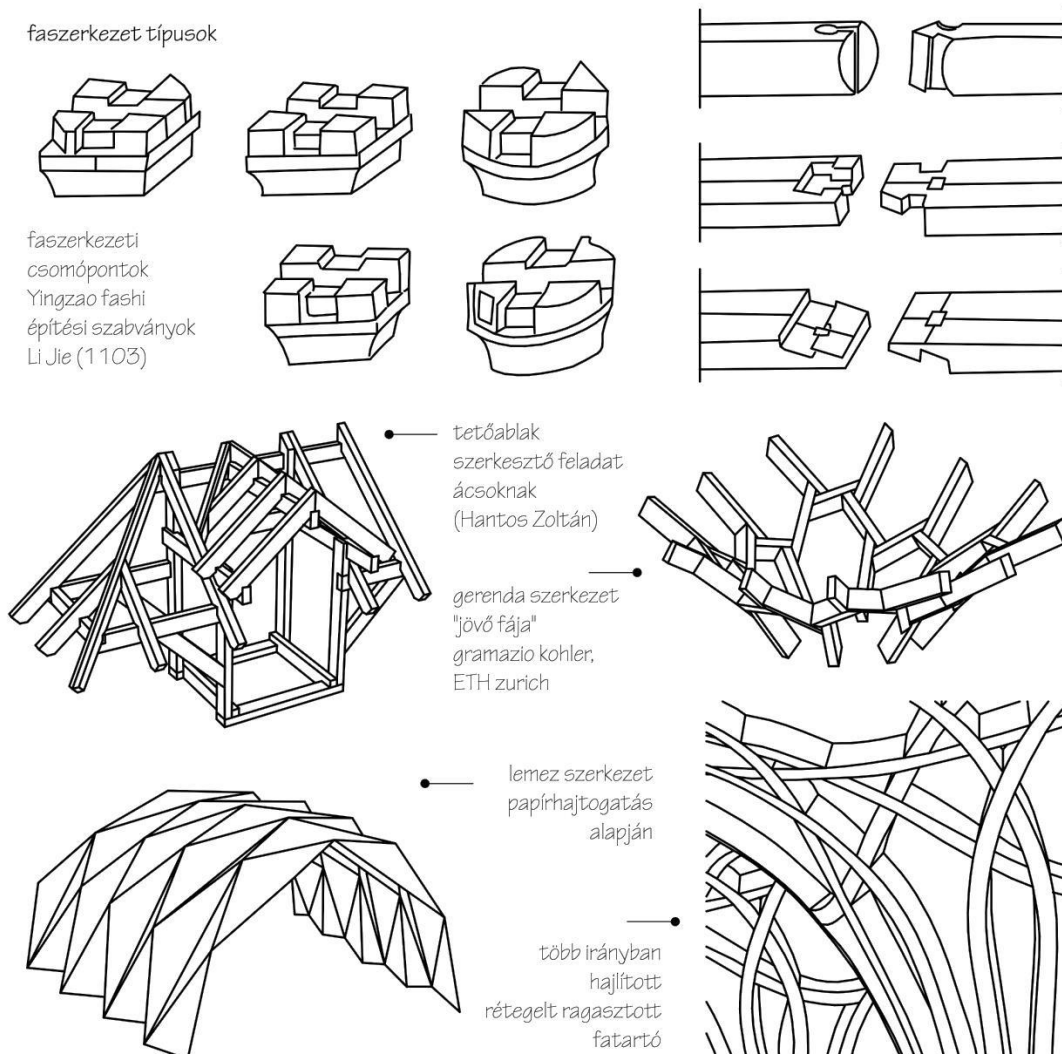 faszerkezet típusok
faszerkezeti
csomópontok
Yingzao fashi
építési szabványok
Li Jie (1103)
tetőablak
szerkesztő feladat
ácsoknak
(Hantos Zoltán)
gerenda szerkezet
"jövő fája"
gramazio kohler,
ETH zurich
lemez szerkezet
papírhajtogatás
alapján
több irányban
hajlított
rétegelt ragasztott
fatartó